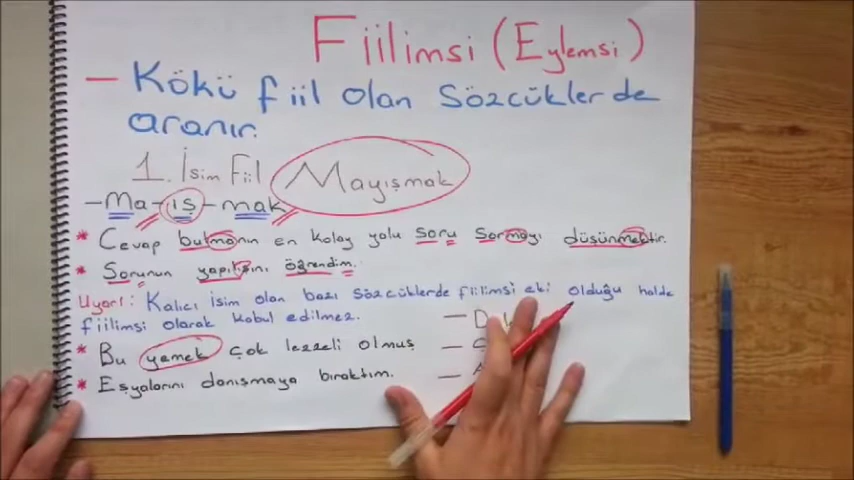 Fiilimsi (Eylemsi)
- Kökü fiil olan sözcüklerde
aranır.
1. İsim Fiil Mayışmak
-Ma-ış-mak
* Cevap bulmanın en kolay yolu soru sormayı düşünmektir.
* Sorunun yapılışını öğrendim.
Uyarı: Kalıcı isim olan bazı sözcüklerde fiilimsi eki olduğu halde
fiilimsi olarak kabul edilmez.
* Bu yemek çok lezzeli olmuş
* Eşyalarını danışmaya bıraktım.